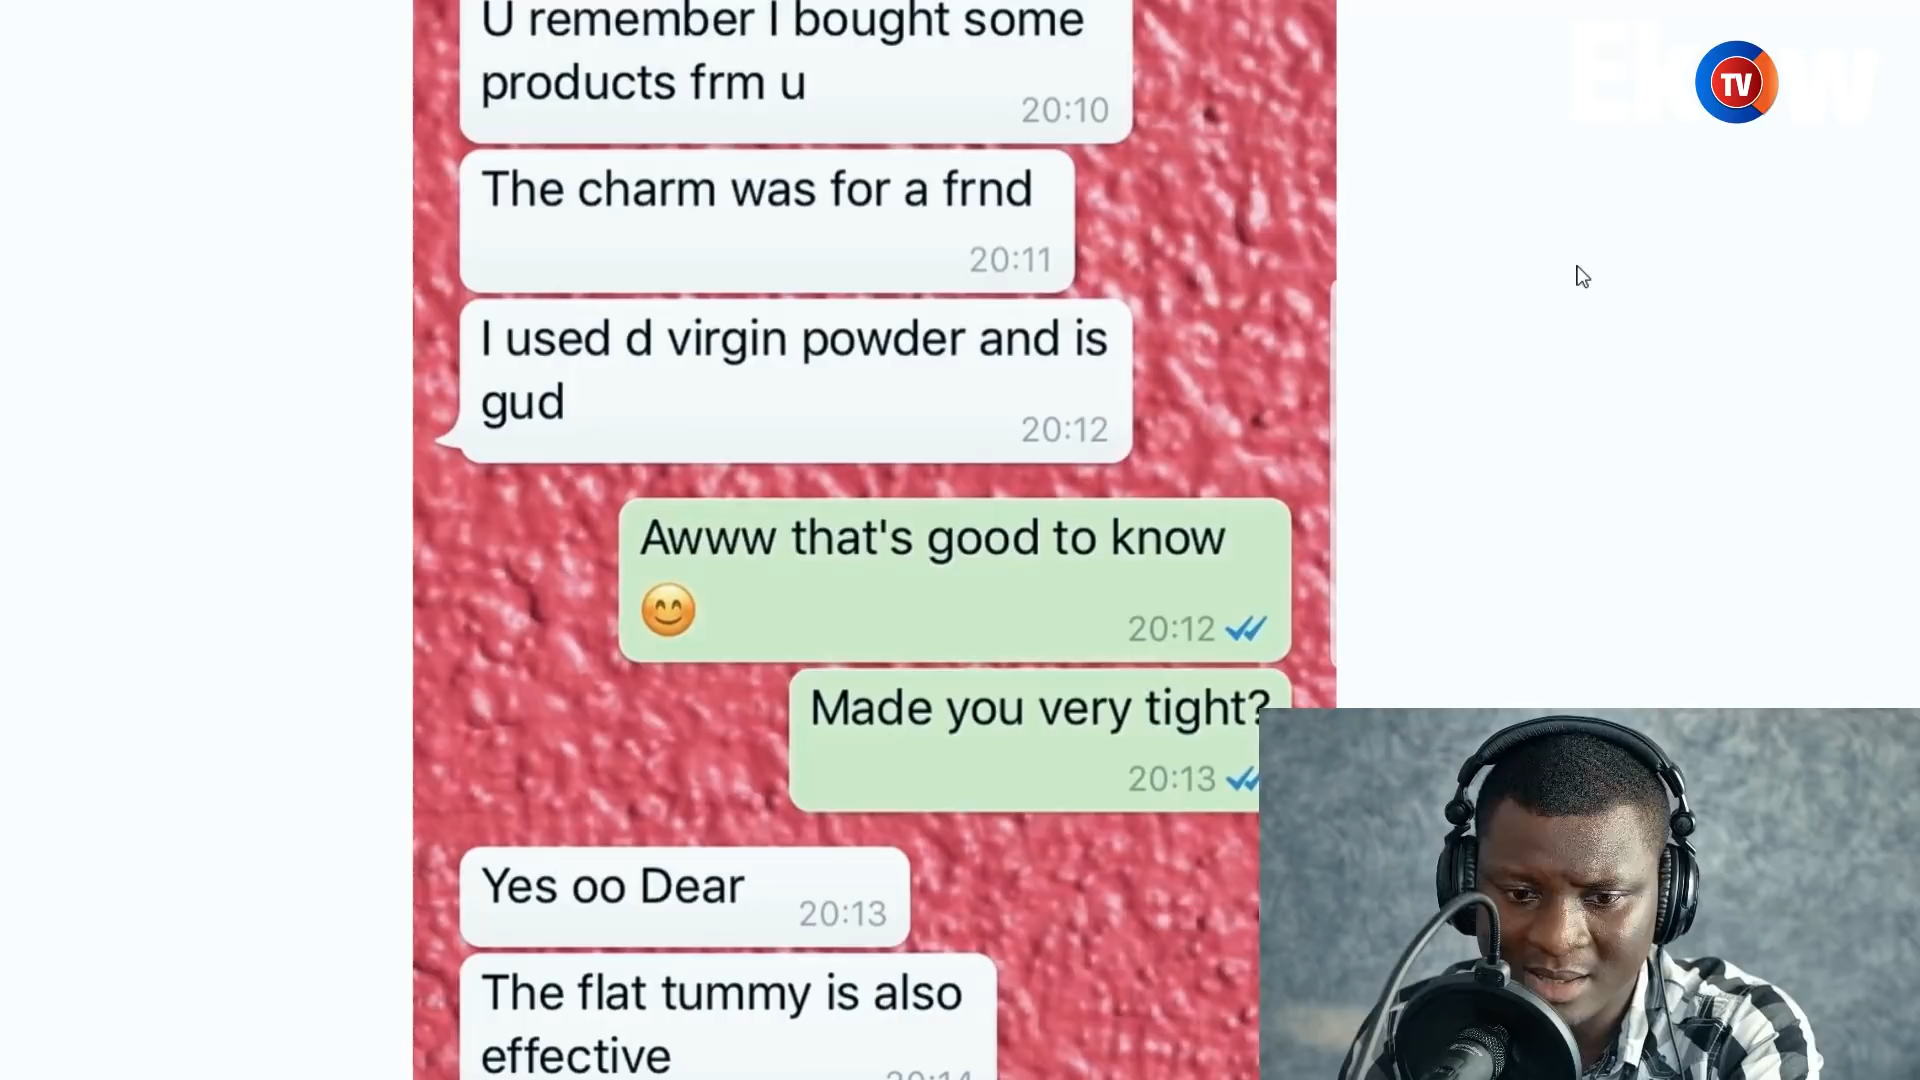 U remember I bought some
products frm u
20:10
TV
The charm was for a frnd
20:11
I used d virgin powder and is
gud
20:12
Awww that's good to know
😊
20:12
Made you very tight?
20:13
Yes oo Dear
20:13
The flat tummy is also
effective
20:14